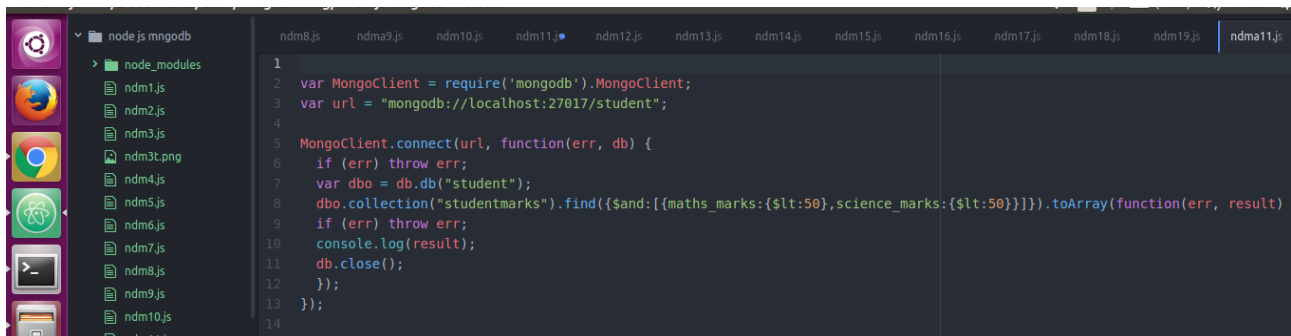 node js mngodb
node_modules
ndm1.js
ndm2.js
ndm3.js
ndm3t.png
ndm4.js
ndm5.js
ndm6.js
ndm7.js
ndm8.js
ndm9.js
ndm10.js
ndm8.js ndma9.js ndm10.js ndm11.js ndm12.js ndm13.js ndm14.js ndm15.js ndm16.js ndm17.js ndm18.js ndm19.js ndma11.js
1
2 var MongoClient = require('mongodb').MongoClient;
3 var url = "mongodb://localhost:27017/student";
4
5 MongoClient.connect(url, function(err, db) {
6 if (err) throw err;
7 var dbo = db.db("student");
8 dbo.collection("studentmarks").find({$and:[{maths_marks:{$lt:50},science_marks:{$lt:50}}]}).toArray(function(err, result)
9 if (err) throw err;
10 console.log(result);
11 db.close();
12 });
13 });
14